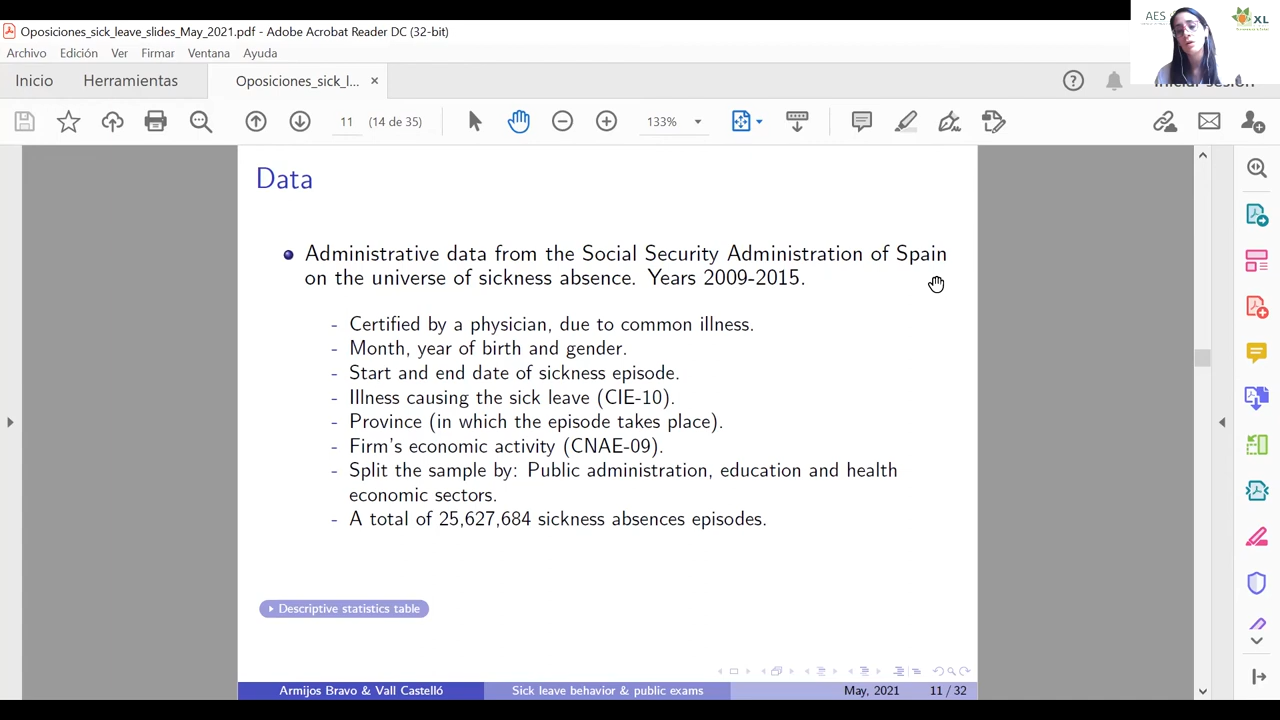 Oposiciones_sick_leave_slides_May_2021.pdf - Adobe Acrobat Reader DC (32-bit)
AES
XL
Archivo Edición Ver Firmar Ventana Ayuda
Inicio Herramientas Oposiciones_sick_l... × Iniciar sesión
11 (14 de 35) 133%
Data
Administrative data from the Social Security Administration of Spain
on the universe of sickness absence. Years 2009-2015.
- Certified by a physician, due to common illness.
- Month, year of birth and gender.
- Start and end date of sickness episode.
- Illness causing the sick leave (CIE-10).
- Province (in which the episode takes place).
- Firm's economic activity (CNAE-09).
- Split the sample by: Public administration, education and health
economic sectors.
- A total of 25,627,684 sickness absences episodes.
Descriptive statistics table
Armijos Bravo & Vall Castelló Sick leave behavior & public exams May, 2021 11 / 32